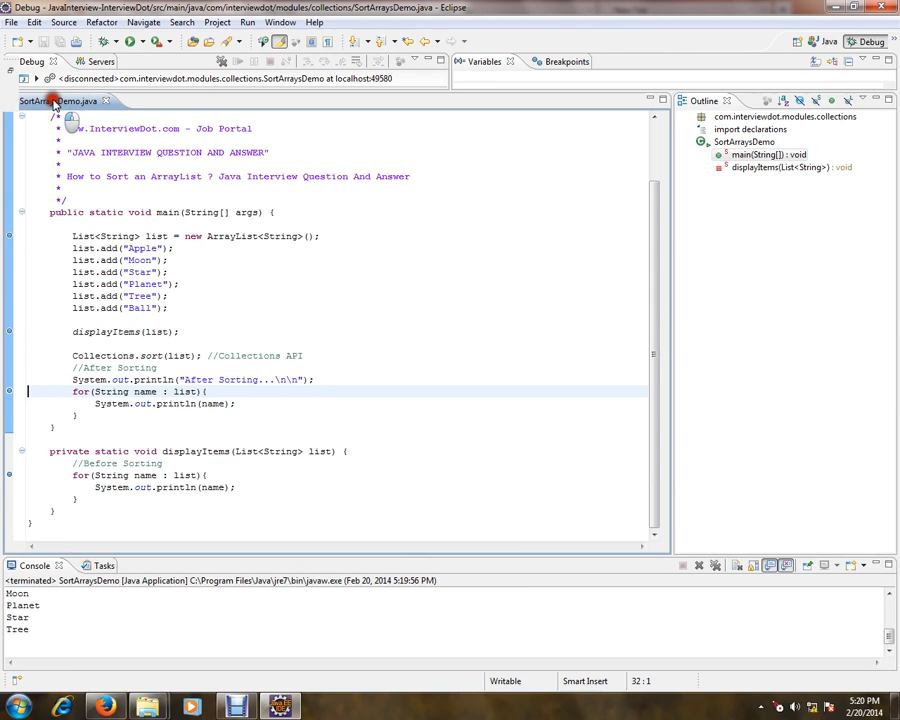 Debug - JavaInterview-InterviewDot/src/main/java/com/interviewdot/modules/collections/SortArraysDemo.java - Eclipse
File Edit Source Refactor Navigate Search Project Run Window Help
Java Debug
Debug Servers
Variables Breakpoints
<disconnected>com.interviewdot.modules.collections.SortArraysDemo at localhost:49580
Demo.java
Outline
/*
com.interviewdot.modules.collections
.InterviewDot.com - Job Portal
import declarations
*
SortArraysDemo
* "JAVA INTERVIEW QUESTION AND ANSWER"
main(String[]) : void
*
displayItems(List<String>) : void
* How to Sort an ArrayList ? Java Interview Question And Answer
*
*/
public static void main(String[] args) {
List<String> list = new ArrayList<String>();
list.add("Apple");
list.add("Moon");
list.add("Star");
list.add("Planet");
list.add("Tree");
list.add("Ball");
displayItems(list);
Collections.sort(list); //Collections API
//After Sorting
System.out.println("After Sorting...\n\n");
for(String name : list){
System.out.println(name);
}
}
private static void displayItems(List<String> list) {
//Before Sorting
for(String name : list){
System.out.println(name);
}
}
}
Console Tasks
<terminated> SortArraysDemo [Java Application] C:\Program Files\Java\jre7\bin\javaw.exe (Feb 20, 2014 5:19:56 PM)
Moon
Planet
Star
Tree
Writable Smart Insert 32 : 1
5:20 PM
2/20/2014